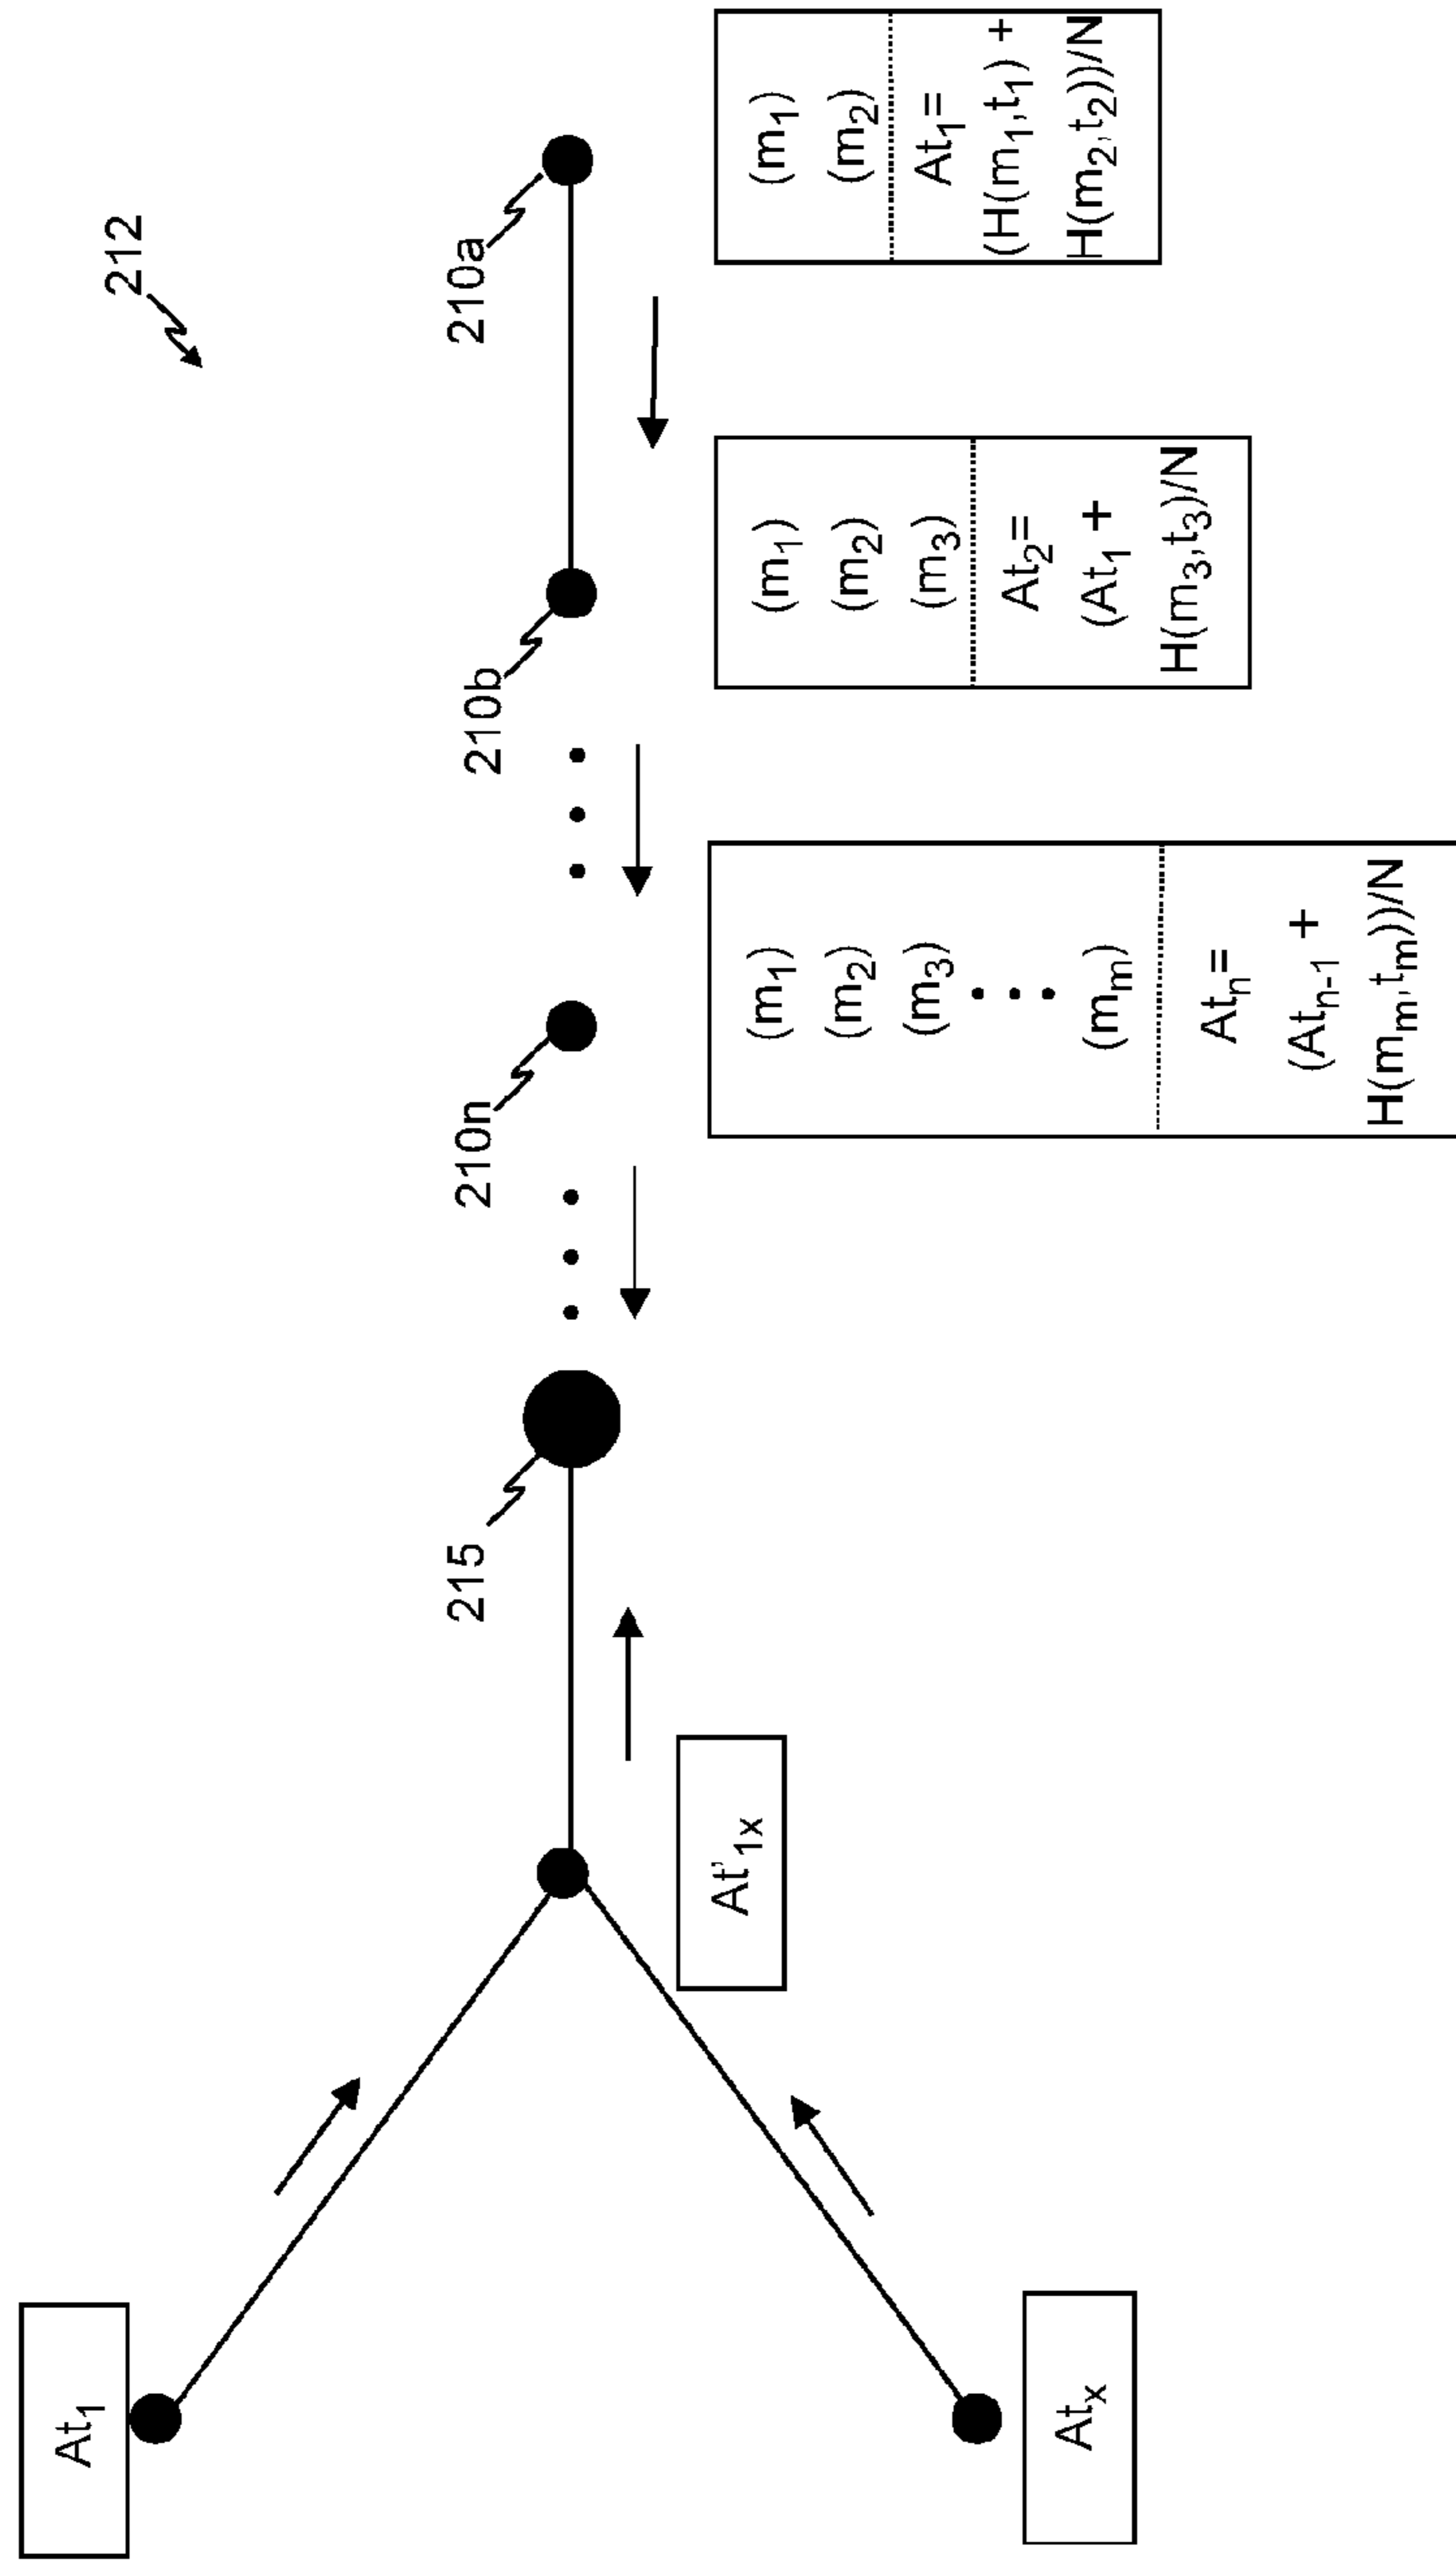 212
210a
210b
210n
215
At1
At'1x
Atx
(m1)
(m2)
(m3)
(mm)
Atn=
(Atn-1 +
H(mm,tm))/N
(m1)
(m2)
(m3)
At2=
(At1 +
H(m3,t3)/N
(m1)
(m2)
At1=
(H(m1,t1) +
H(m2,t2))/N